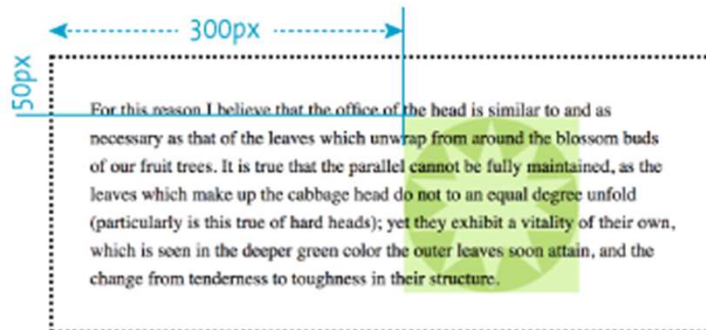 300px
50px
For this reason I believe that the office of the head is similar to and as
necessary as that of the leaves which unwrap from around the blossom buds
of our fruit trees. It is true that the parallel cannot be fully maintained, as the
leaves which make up the cabbage head do not to an equal degree unfold
(particularly is this true of hard heads); yet they exhibit a vitality of their own,
which is seen in the deeper green color the outer leaves soon attain, and the
change from tenderness to toughness in their structure.